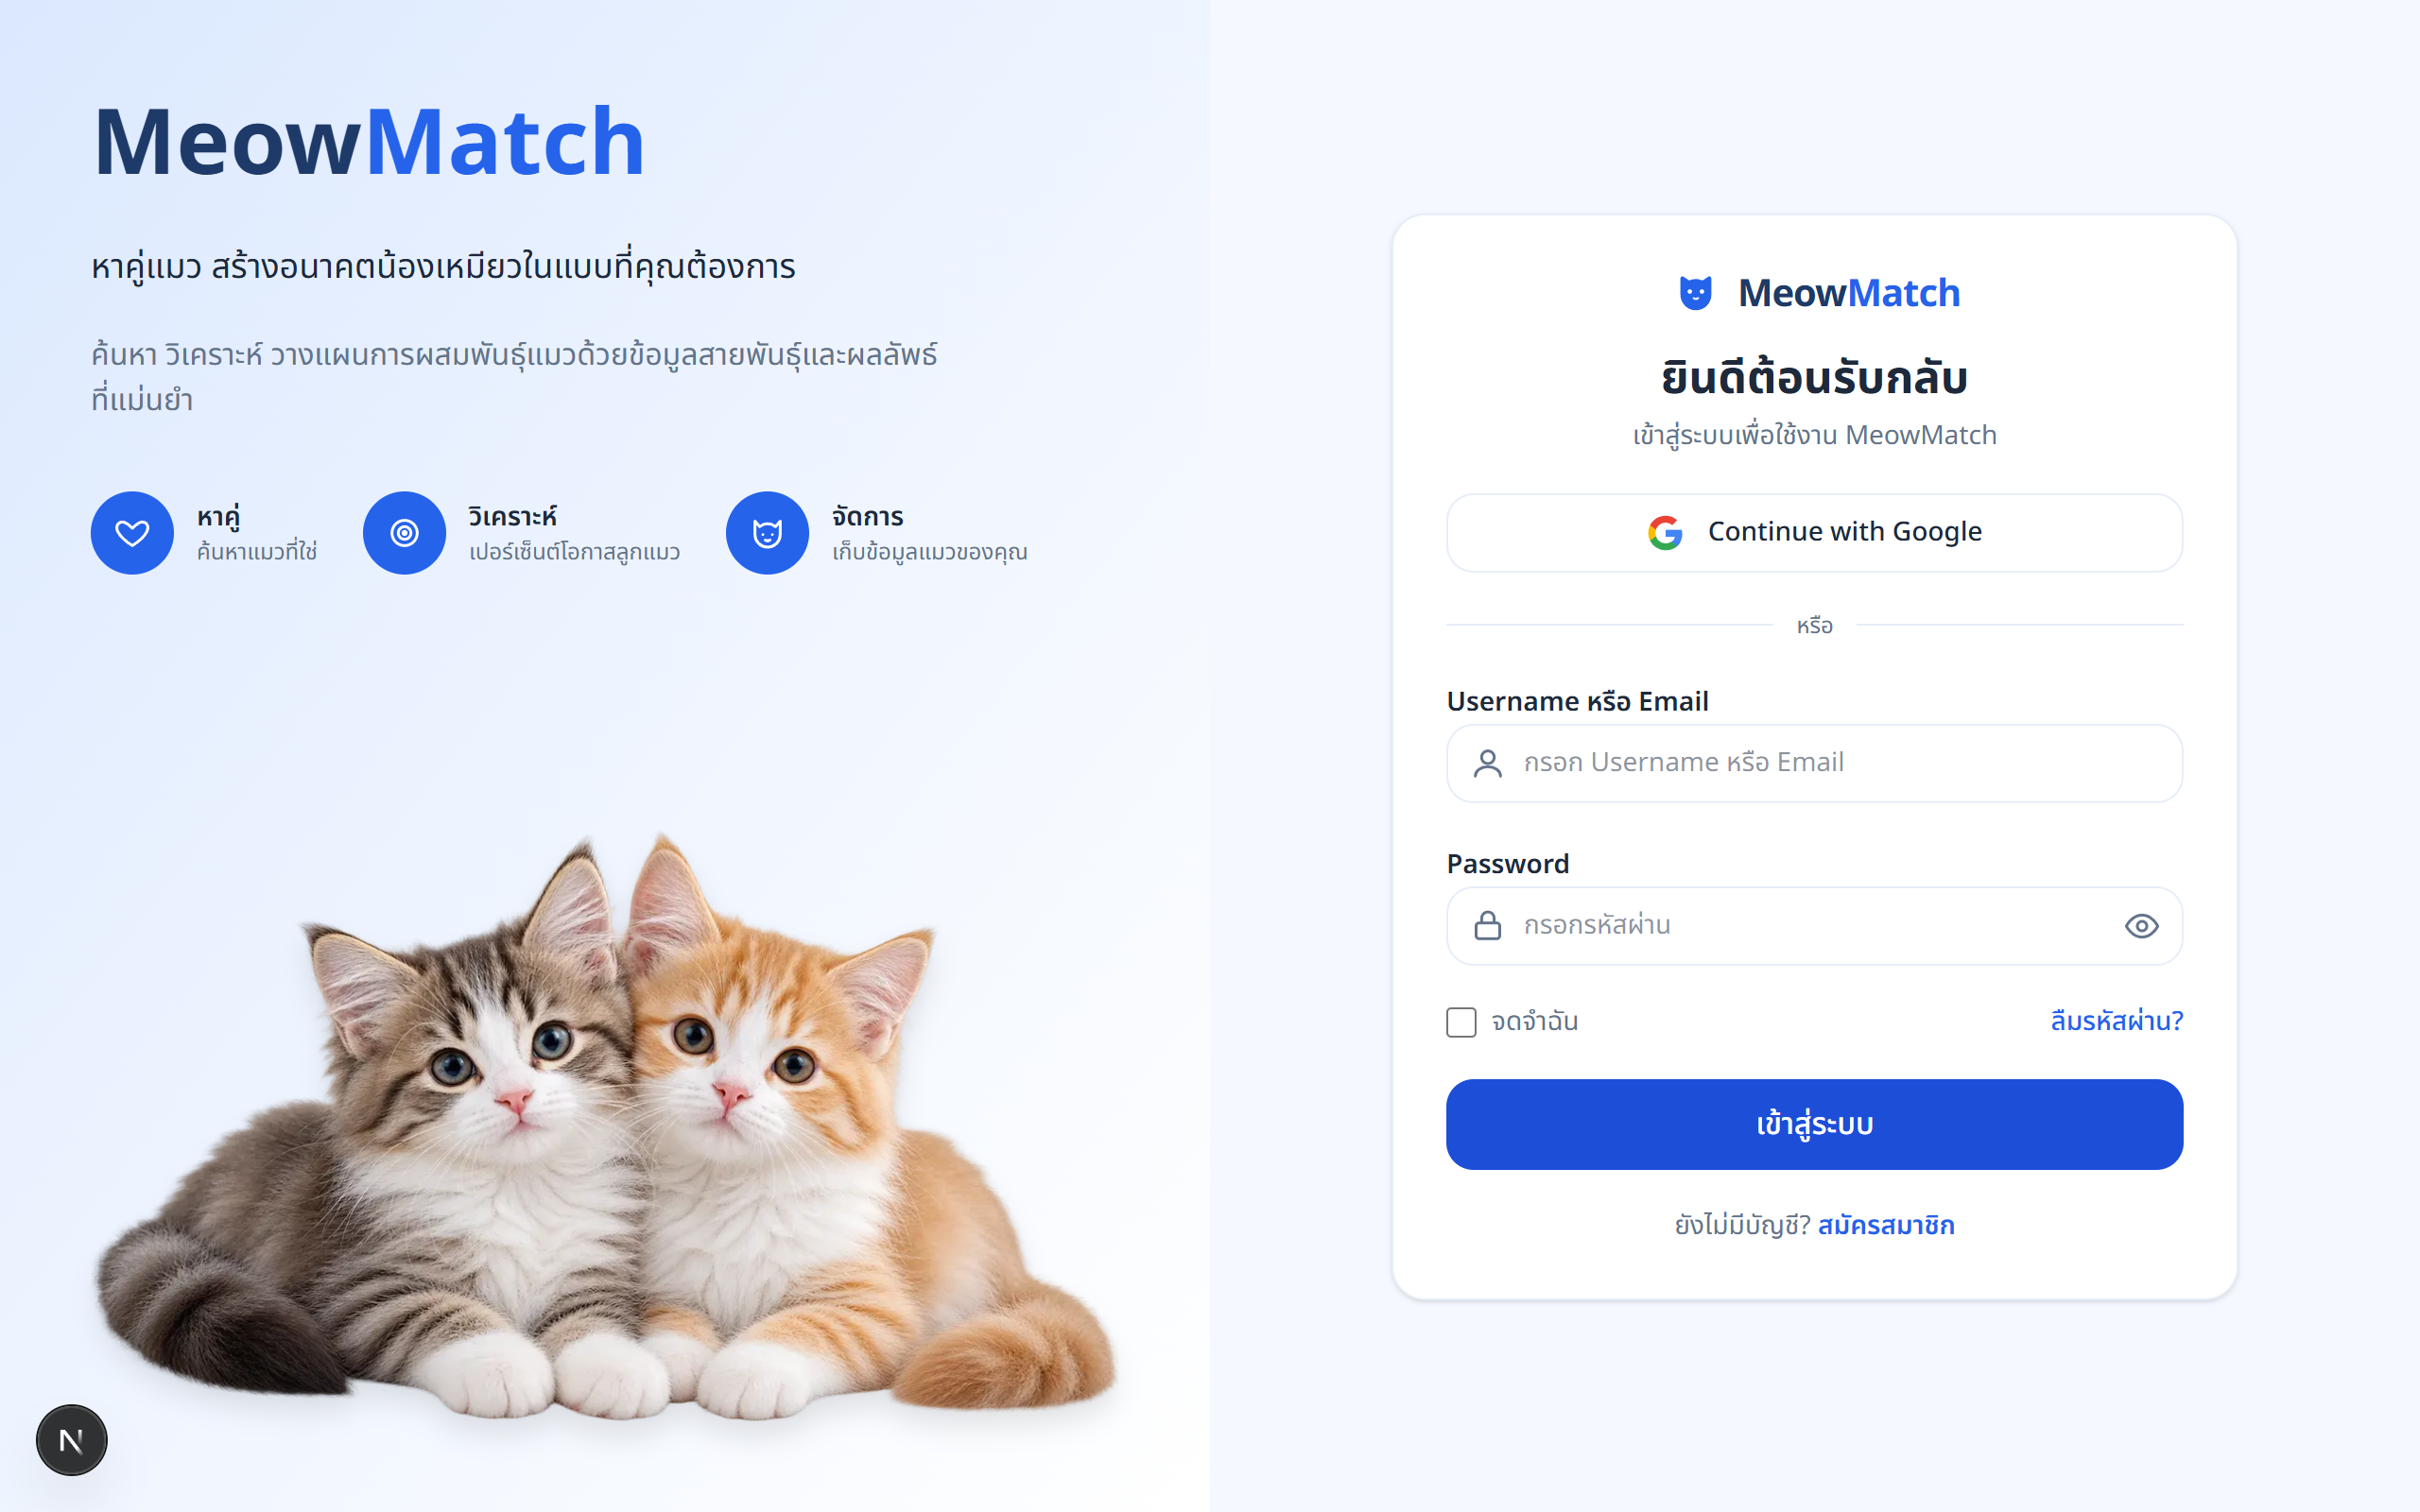 MeowMatch
หาคู่แมว สร้างอนาคตน้องเหมียวในแบบที่คุณต้องการ
ค้นหา วิเคราะห์ วางแผนการผสมพันธุ์แมวด้วยข้อมูลสายพันธุ์และผลลัพธ์
ที่แม่นยำ
หาคู่
ค้นหาแมวที่ใช่
วิเคราะห์
เปอร์เซ็นต์โอกาสลูกแมว
จัดการ
เก็บข้อมูลแมวของคุณ
N
MeowMatch
ยินดีต้อนรับกลับ
เข้าสู่ระบบเพื่อใช้งาน MeowMatch
Continue with Google
หรือ
Username หรือ Email
กรอก Username หรือ Email
Password
กรอกรหัสผ่าน
จดจำฉัน
ลืมรหัสผ่าน?
เข้าสู่ระบบ
ยังไม่มีบัญชี? สมัครสมาชิก